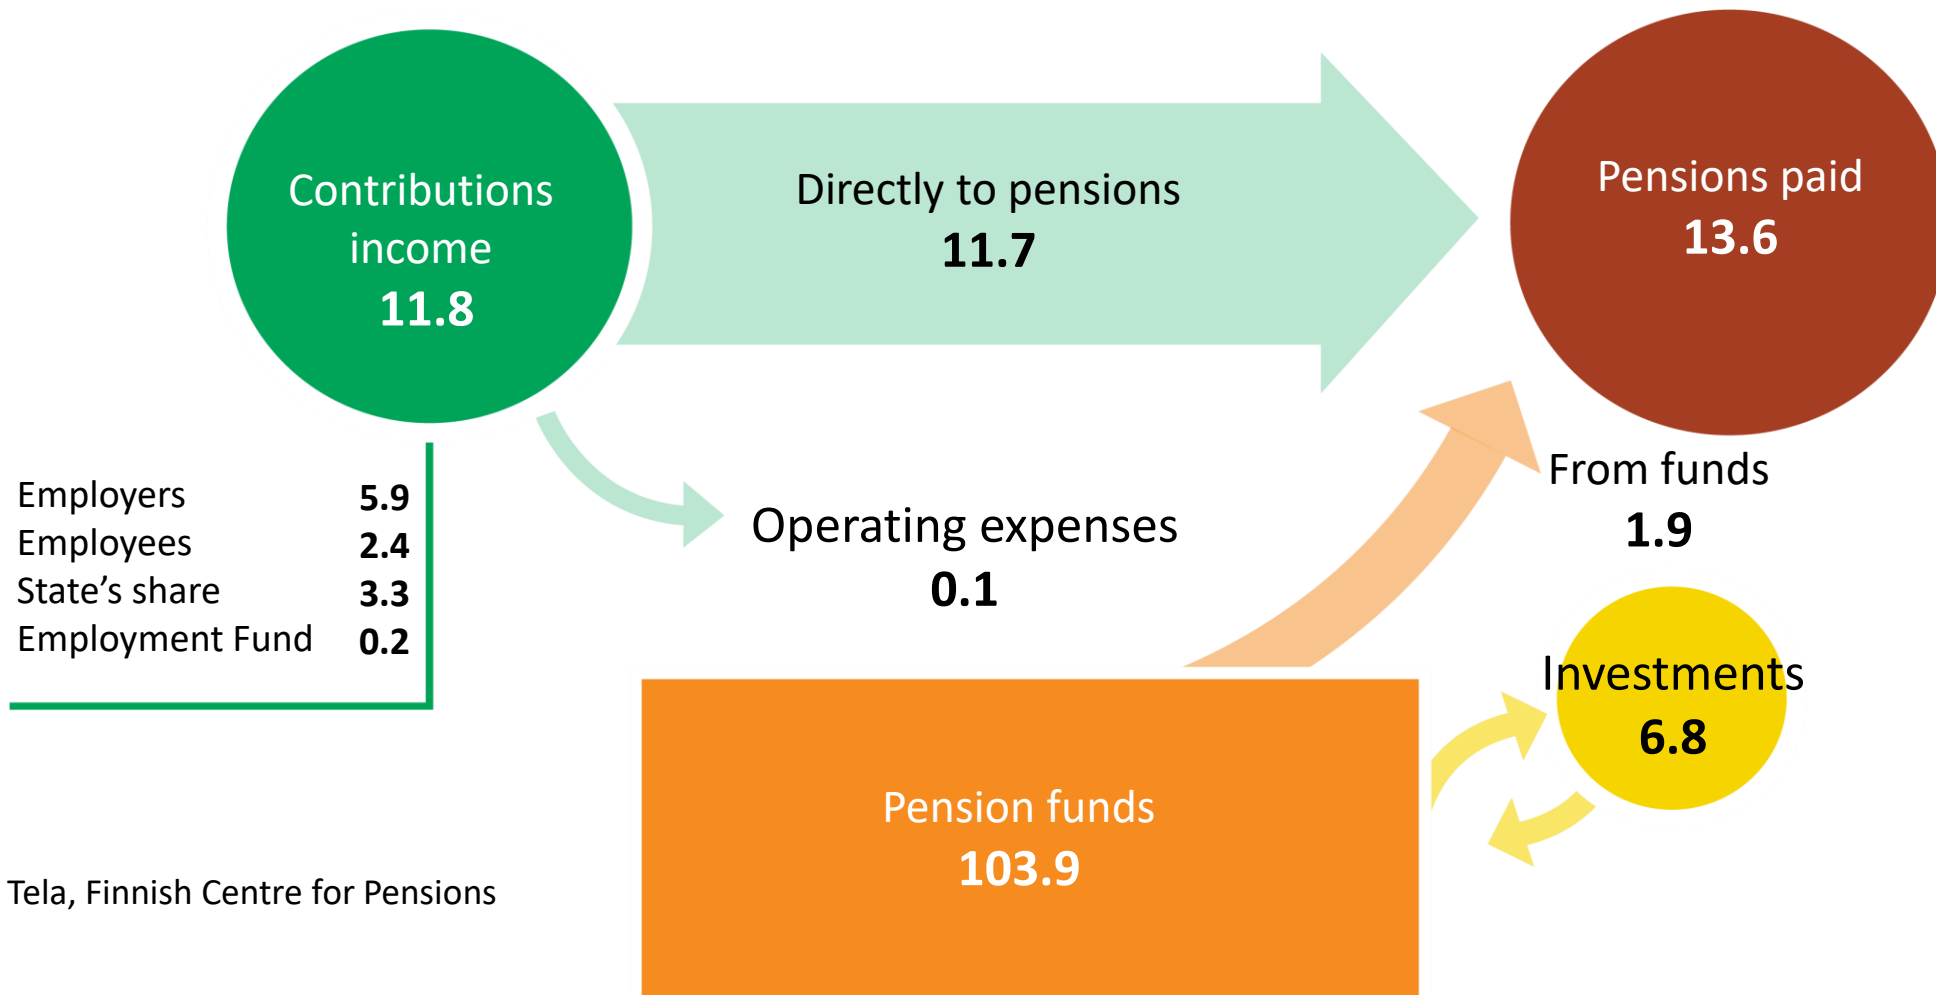 Contributions
income
11.8
Directly to pensions
11.7
Pensions paid
13.6
Employers 5.9
Employees 2.4
State’s share 3.3
Employment Fund 0.2
Operating expenses
0.1
From funds
1.9
Investments
6.8
Pension funds
103.9
Tela, Finnish Centre for Pensions